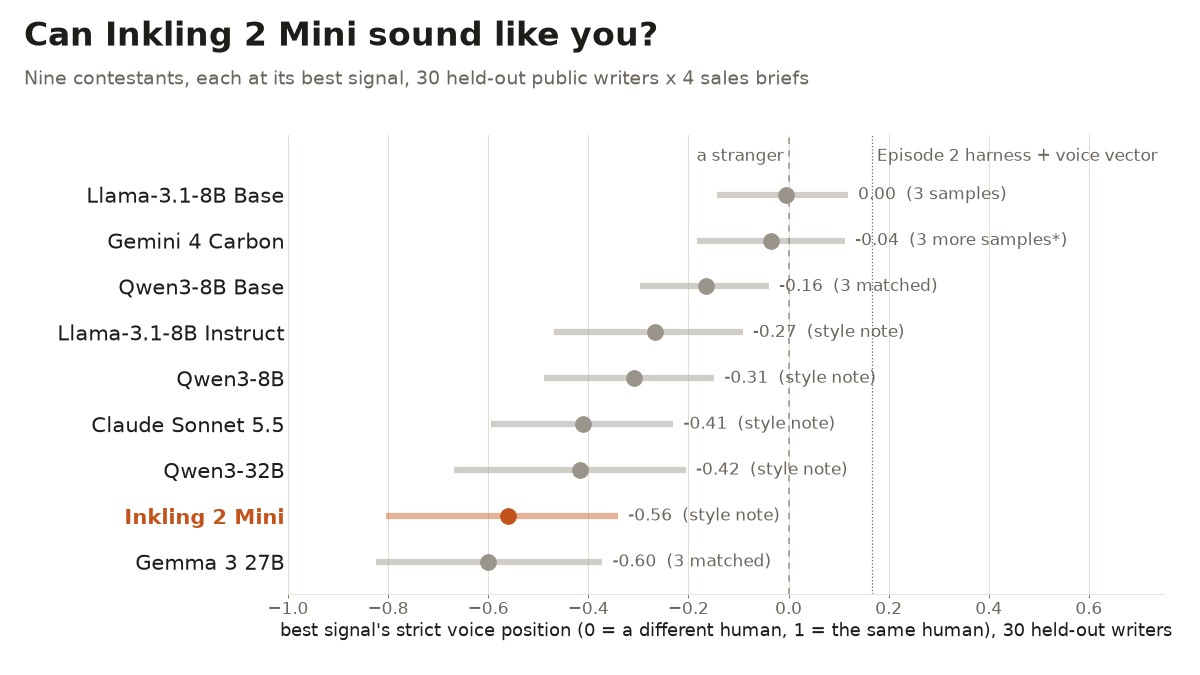 Can Inkling 2 Mini sound like you?
Nine contestants, each at its best signal, 30 held-out public writers x 4 sales briefs
a stranger
Episode 2 harness + voice vector
Llama-3.1-8B Base
0.00 (3 samples)
Gemini 4 Carbon
-0.04 (3 more samples*)
Qwen3-8B Base
-0.16 (3 matched)
Llama-3.1-8B Instruct
-0.27 (style note)
Qwen3-8B
-0.31 (style note)
Claude Sonnet 5.5
-0.41 (style note)
Qwen3-32B
-0.42 (style note)
Inkling 2 Mini
-0.56 (style note)
Gemma 3 27B
-0.60 (3 matched)
−1.0 −0.8 −0.6 −0.4 −0.2 0.0 0.2 0.4 0.6
best signal's strict voice position (0 = a different human, 1 = the same human), 30 held-out writers